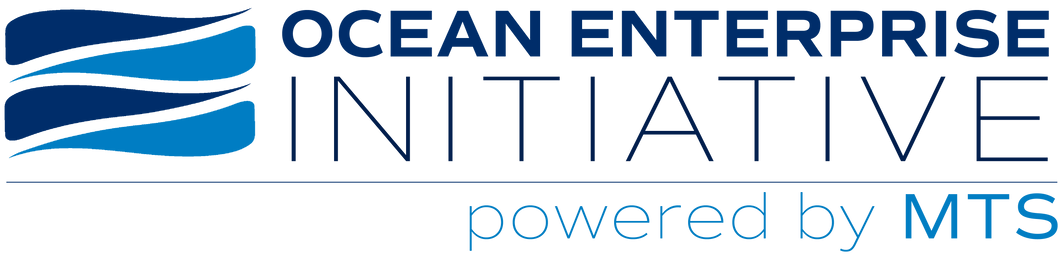 OCEAN ENTERPRISE
INITIATIVE
powered by MTS